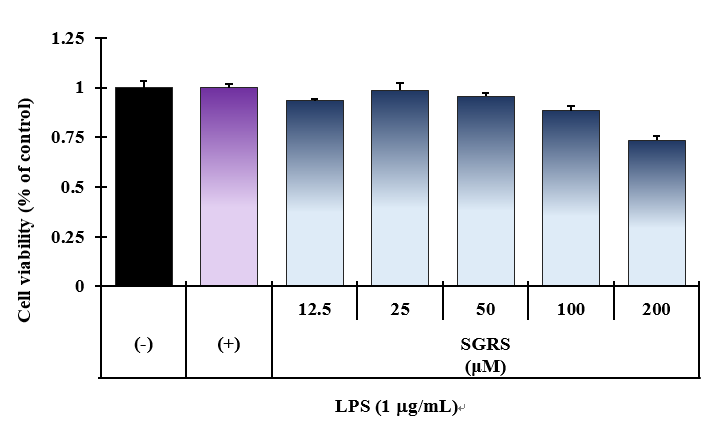 1.25
1
0.75
0.5
0.25
0
Cell viability (% of control)
12.5 25 50 100 200
(-) (+) SGRS
(μM)
LPS (1 μg/mL)↵